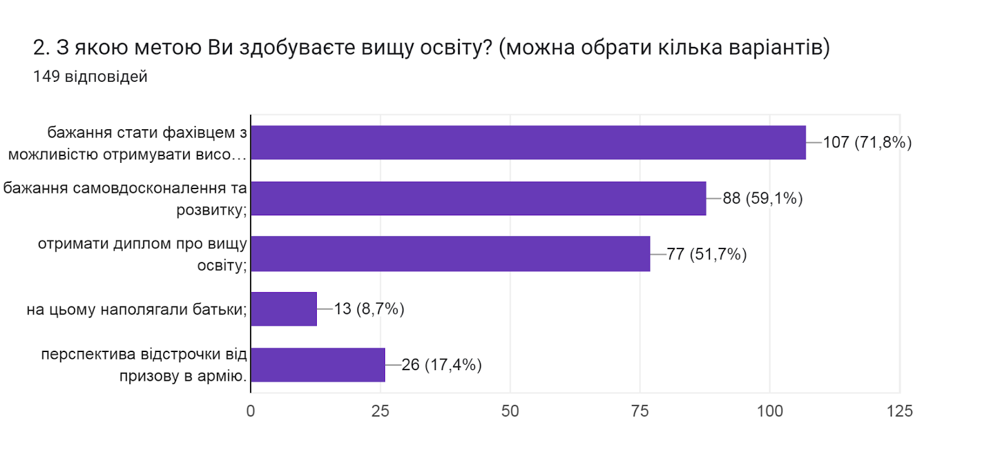 2. З якою метою Ви здобуваєте вищу освіту? (можна обрати кілька варіантів)
149 відповідей
бажання стати фахівцем з
можливістю отримувати висо…
107 (71,8%)
бажання самовдосконалення та
розвитку;
88 (59,1%)
отримати диплом про вищу
освіту;
77 (51,7%)
на цьому наполягали батьки;
13 (8,7%)
перспектива відстрочки від
призову в армію.
26 (17,4%)
0 25 50 75 100 125